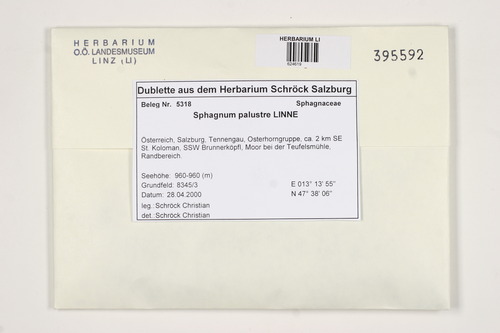 HERBARIUM
O.Ö. LANDESMUSEUM
LINZ (LI)
HERBARIUM LI
395592
Dublette aus dem Herbarium Schröck Salzburg
Beleg Nr. 5318 Sphagnaceae
Sphagnum palustre LINNE
Österreich, Salzburg, Tennengau, Osterhorngruppe, ca. 2 km SE
St. Koloman, SSW Brunnerköpfl, Moor bei der Teufelsmühle,
Randbereich.
Seehöhe: 960-960 (m)
Grundfeld: 8345/3 E 013° 13' 55"
Datum: 28.04.2000 N 47° 38' 06"
leg.: Schröck Christian
det.: Schröck Christian